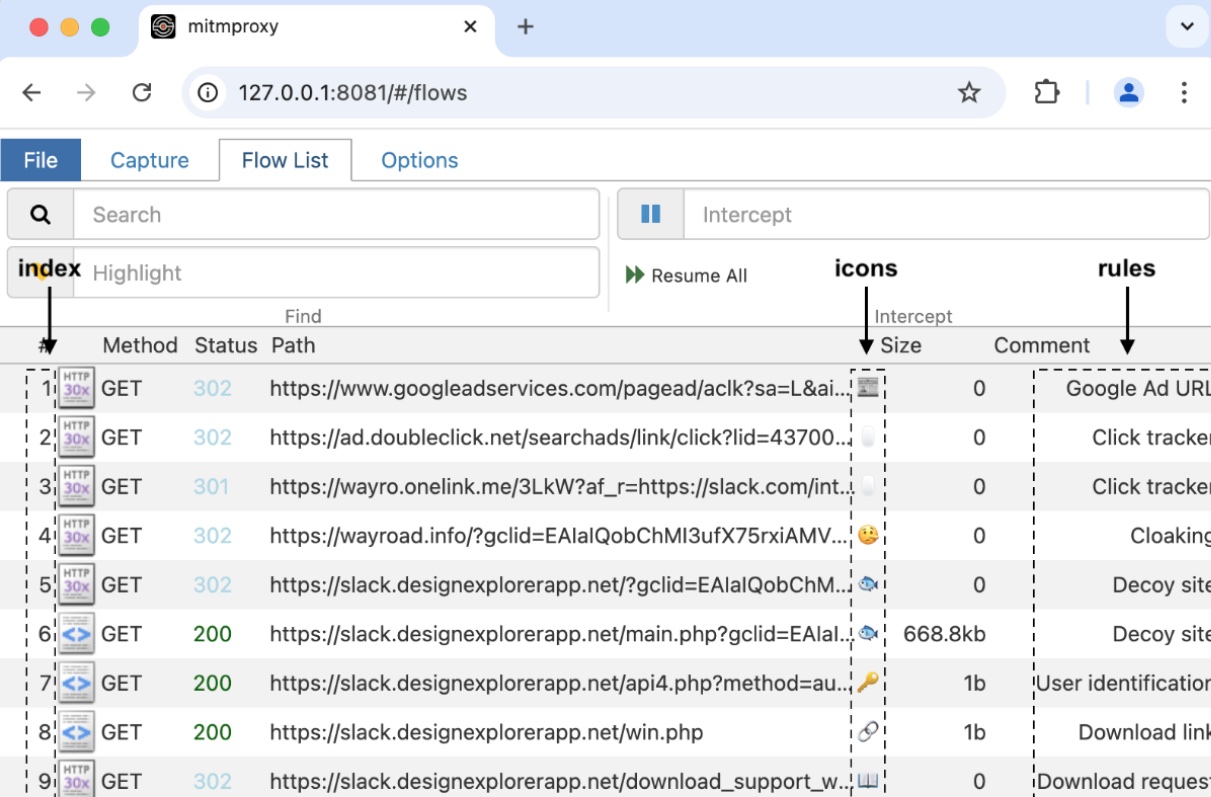 mitmproxy
127.0.0.1:8081/#/flows
File Capture Flow List Options
Search Intercept
index Highlight Resume All icons rules
Find Intercept
# Method Status Path Size Comment
1 HTTP 30x GET 302 https://www.googleadservices.com/pagead/aclk?sa=L&ai... 0 Google Ad URL
2 HTTP 30x GET 302 https://ad.doubleclick.net/searchads/link/click?lid=43700... 0 Click tracker
3 HTTP 30x GET 301 https://wayro.onelink.me/3LkW?af_r=https://slack.com/int... 0 Click tracker
4 HTTP 30x GET 302 https://wayroad.info/?gclid=EAIaIQobChMI3ufX75rxiAMV... 0 Cloaking
5 HTTP 30x GET 302 https://slack.designexplorerapp.net/?gclid=EAIaIQobChM... 0 Decoy site
6 <> GET 200 https://slack.designexplorerapp.net/main.php?gclid=EAIaI... 668.8kb Decoy site
7 <> GET 200 https://slack.designexplorerapp.net/api4.php?method=au... 1b User identification
8 <> GET 200 https://slack.designexplorerapp.net/win.php 1b Download link
9 HTTP 30x GET 302 https://slack.designexplorerapp.net/download_support_w... 0 Download request